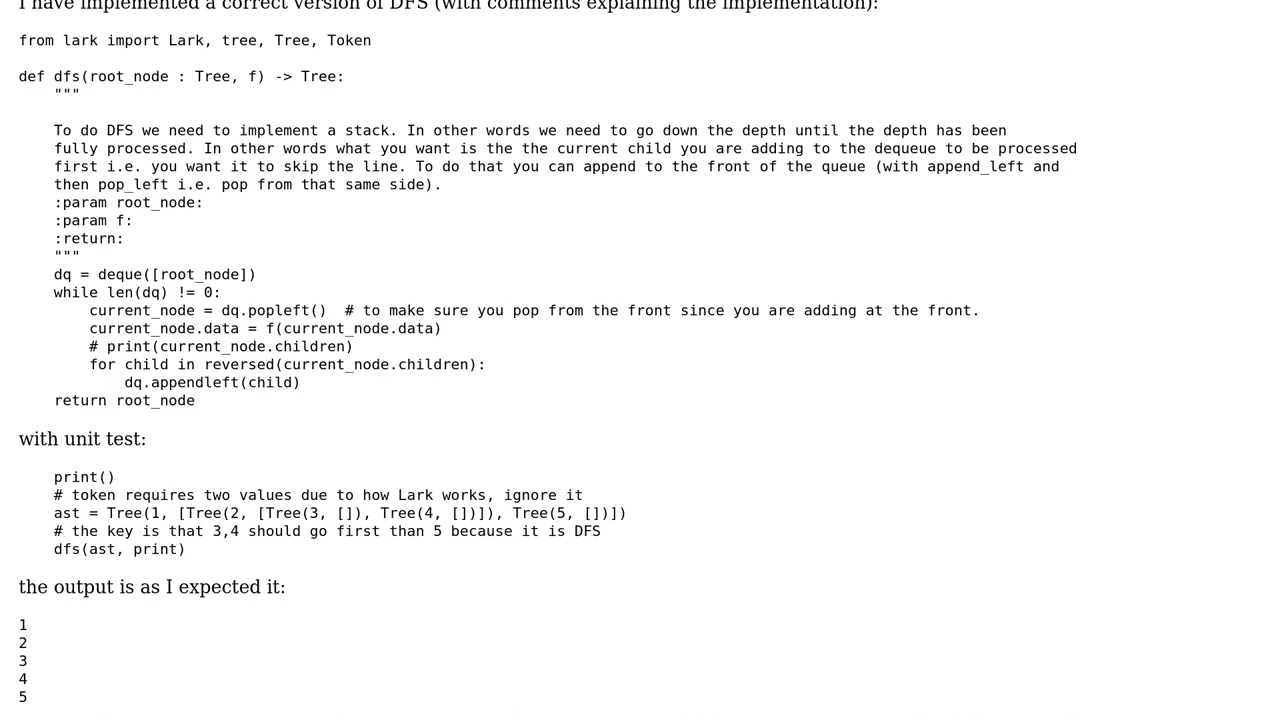 I have implemented a correct version of DFS (with comments explaining the implementation):
from lark import Lark, tree, Tree, Token
def dfs(root_node : Tree, f) -> Tree:
    """
    To do DFS we need to implement a stack. In other words we need to go down the depth until the depth has been
    fully processed. In other words what you want is the the current child you are adding to the dequeue to be processed
    first i.e. you want it to skip the line. To do that you can append to the front of the queue (with append_left and
    then pop_left i.e. pop from that same side).
    :param root_node:
    :param f:
    :return:
    """
    dq = deque([root_node])
    while len(dq) != 0:
        current_node = dq.popleft()  # to make sure you pop from the front since you are adding at the front.
        current_node.data = f(current_node.data)
        # print(current_node.children)
        for child in reversed(current_node.children):
            dq.appendleft(child)
    return root_node
with unit test:
    print()
    # token requires two values due to how Lark works, ignore it
    ast = Tree(1, [Tree(2, [Tree(3, []), Tree(4, [])]), Tree(5, [])])
    # the key is that 3,4 should go first than 5 because it is DFS
    dfs(ast, print)
the output is as I expected it:
1
2
3
4
5